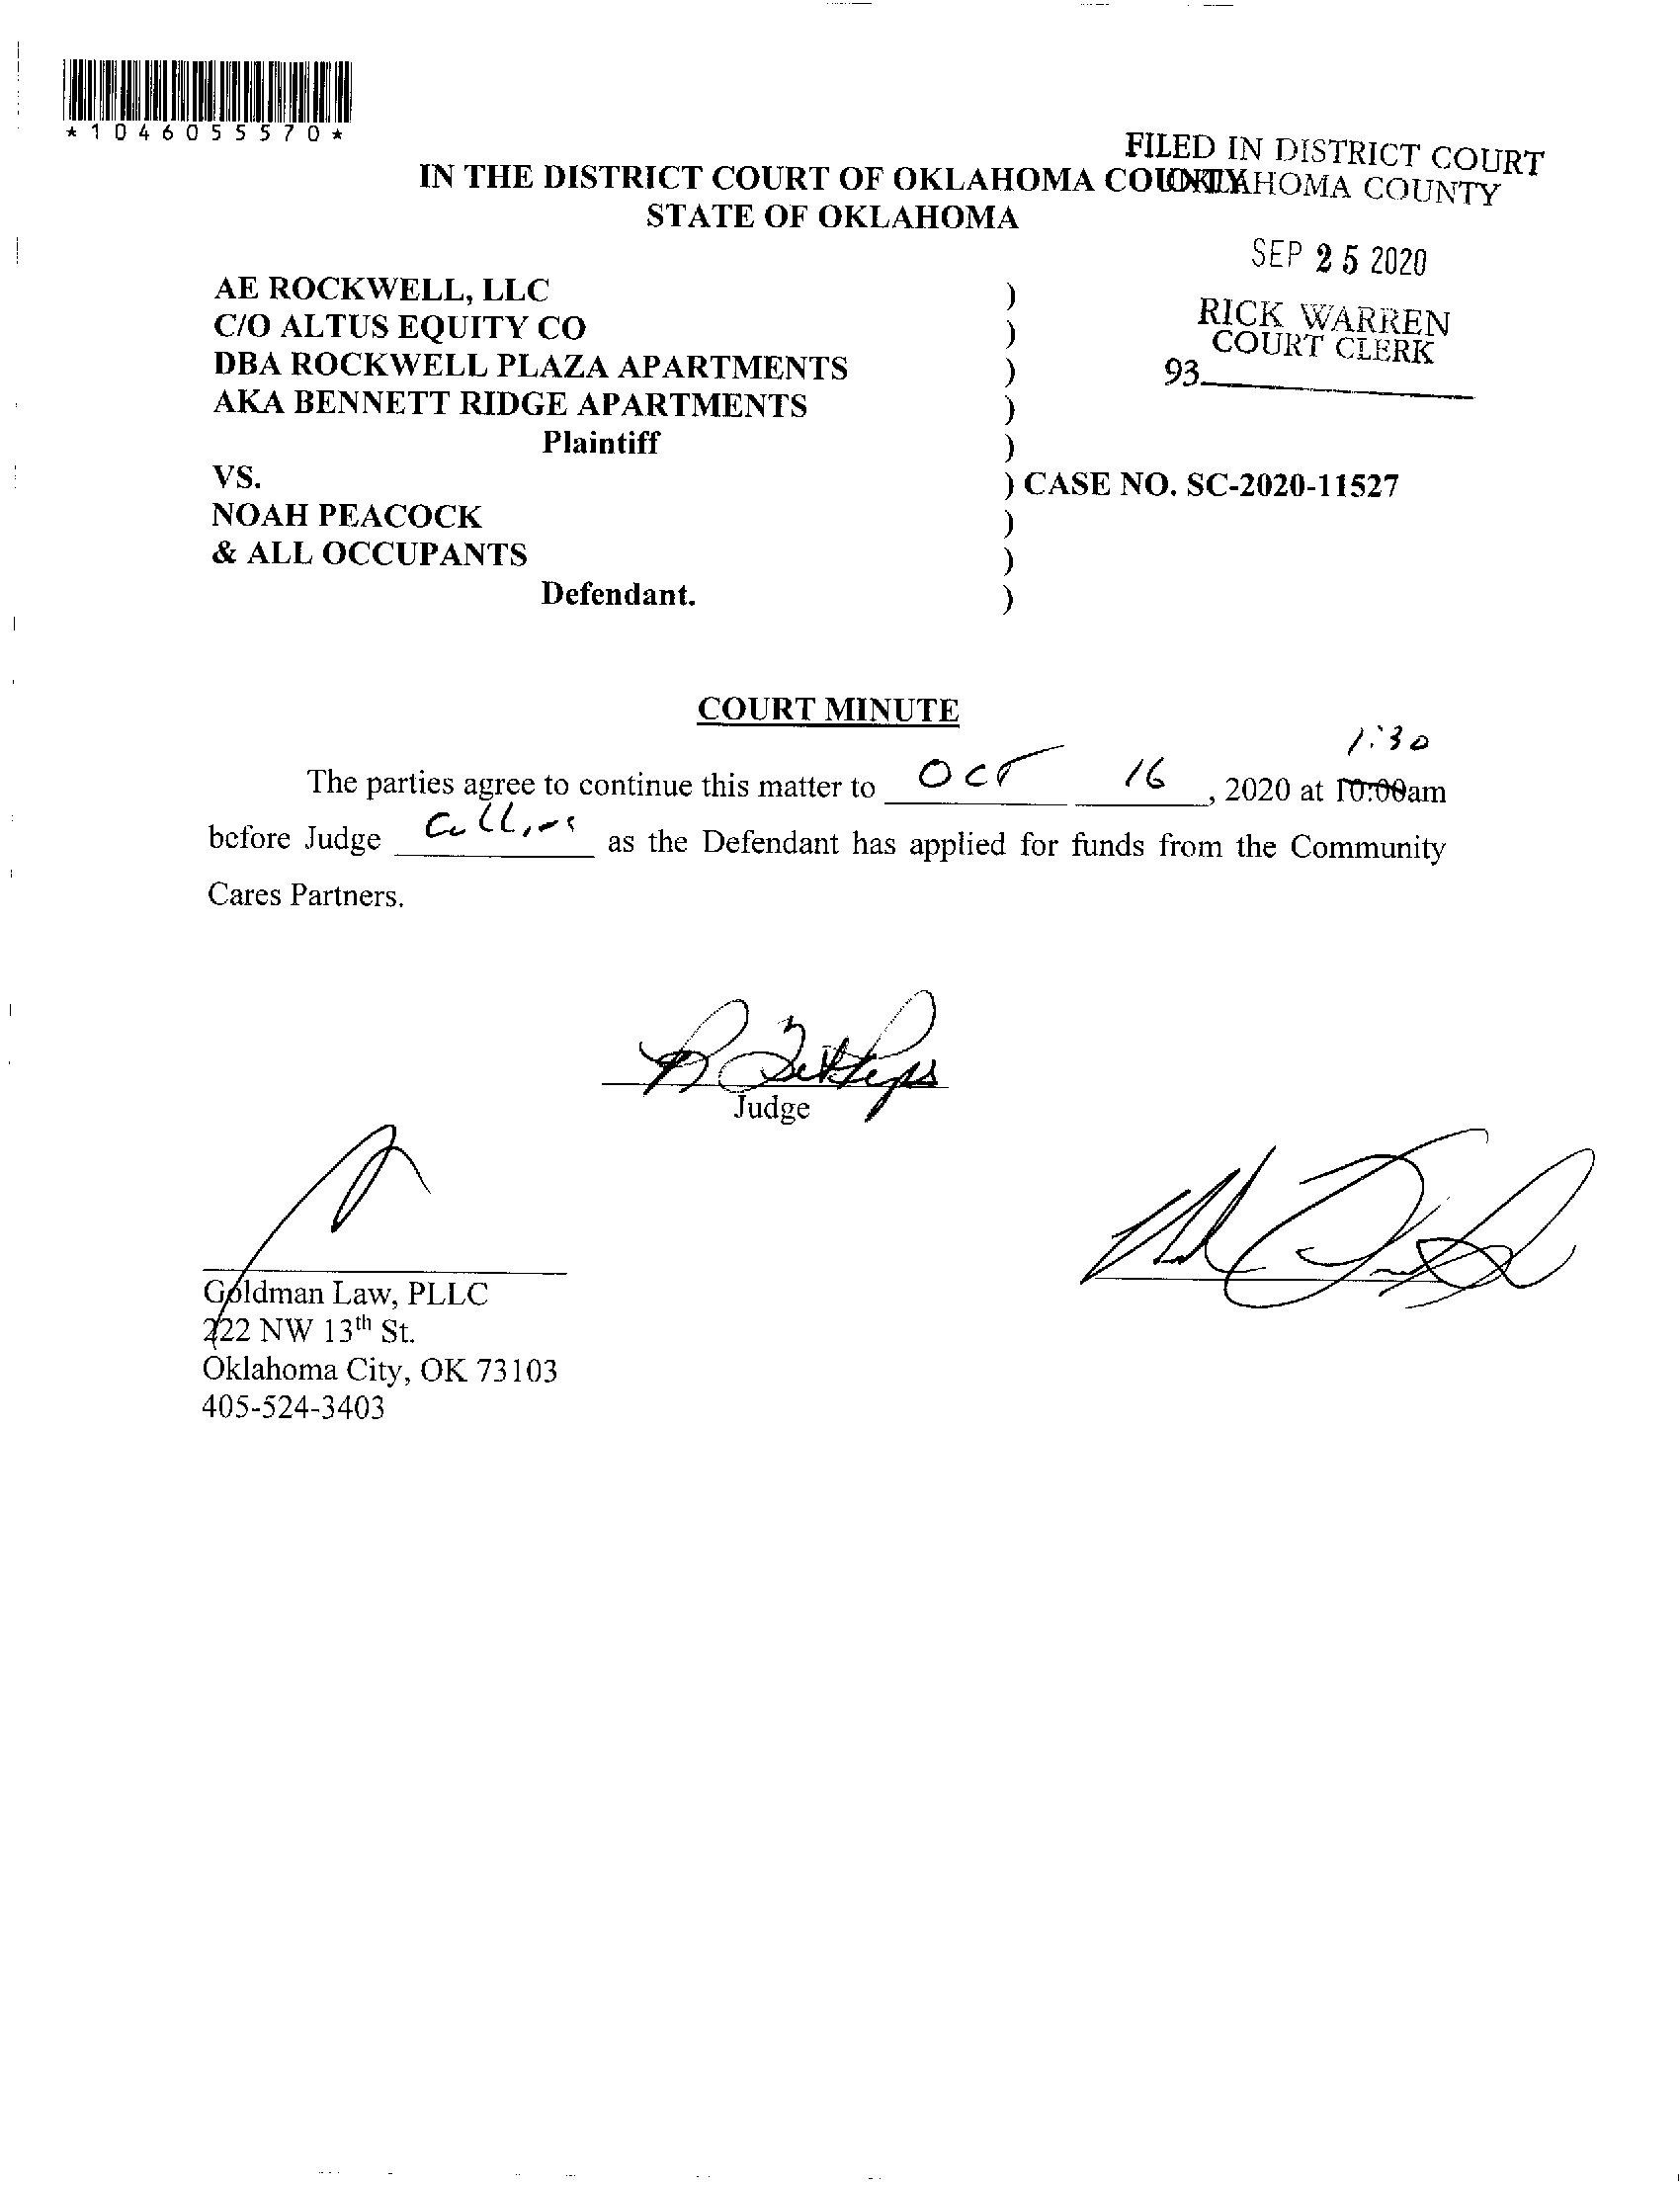 *1046055570*
FILED IN DISTRICT COURT
OKLAHOMA COUNTY
IN THE DISTRICT COURT OF OKLAHOMA COUNTY
STATE OF OKLAHOMA
SEP 25 2020
RICK WARREN
COURT CLERK
93
AE ROCKWELL, LLC )
C/O ALTUS EQUITY CO )
DBA ROCKWELL PLAZA APARTMENTS )
AKA BENNETT RIDGE APARTMENTS )
Plaintiff )
VS. ) CASE NO. SC-2020-11527
NOAH PEACOCK )
& ALL OCCUPANTS )
Defendant. )
COURT MINUTE
1:30
The parties agree to continue this matter to OCT 16, 2020 at 10:00am
before Judge Collins as the Defendant has applied for funds from the Community
Cares Partners.
Judge
Goldman Law, PLLC
222 NW 13th St.
Oklahoma City, OK 73103
405-524-3403